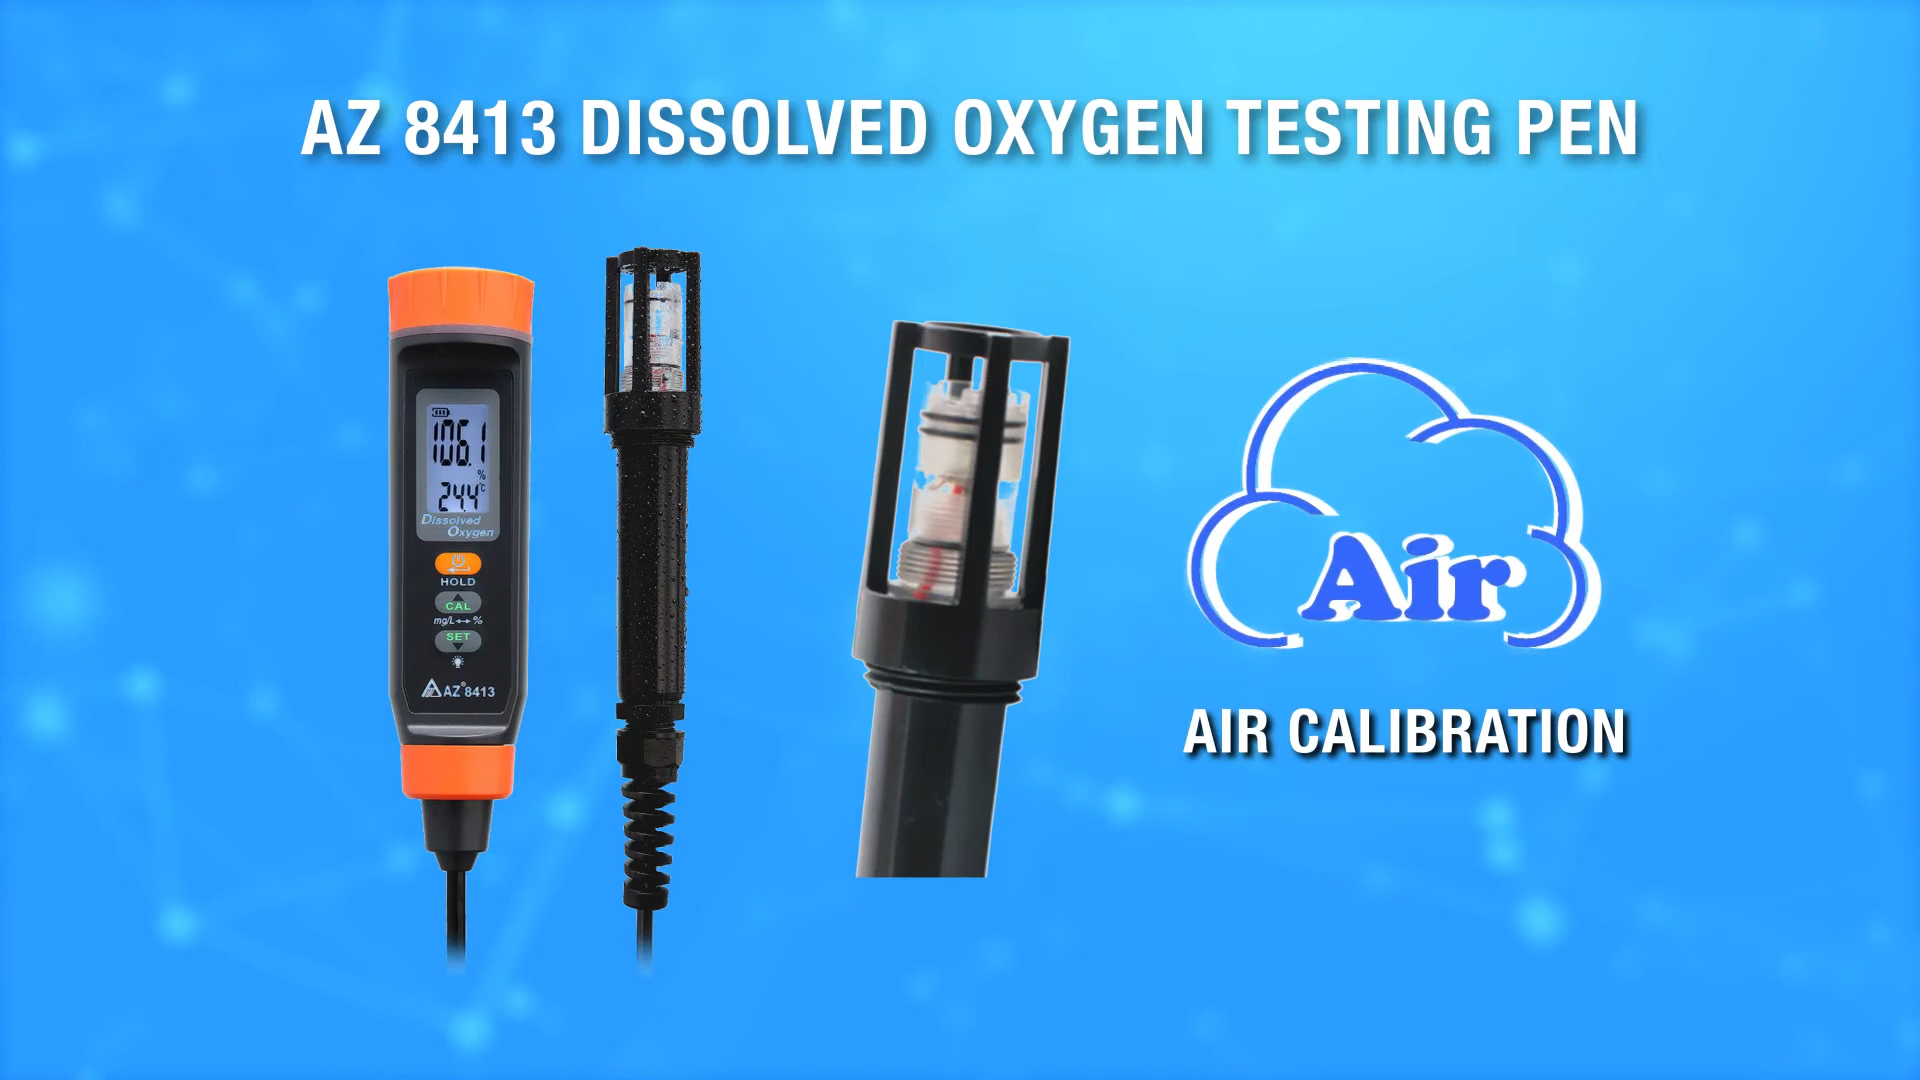 AZ 8413 DISSOLVED OXYGEN TESTING PEN
106.1
%
24.4 °C
Dissolved
Oxygen
HOLD
CAL
mg/L ↔ %
SET
AZ® 8413
Air
AIR CALIBRATION